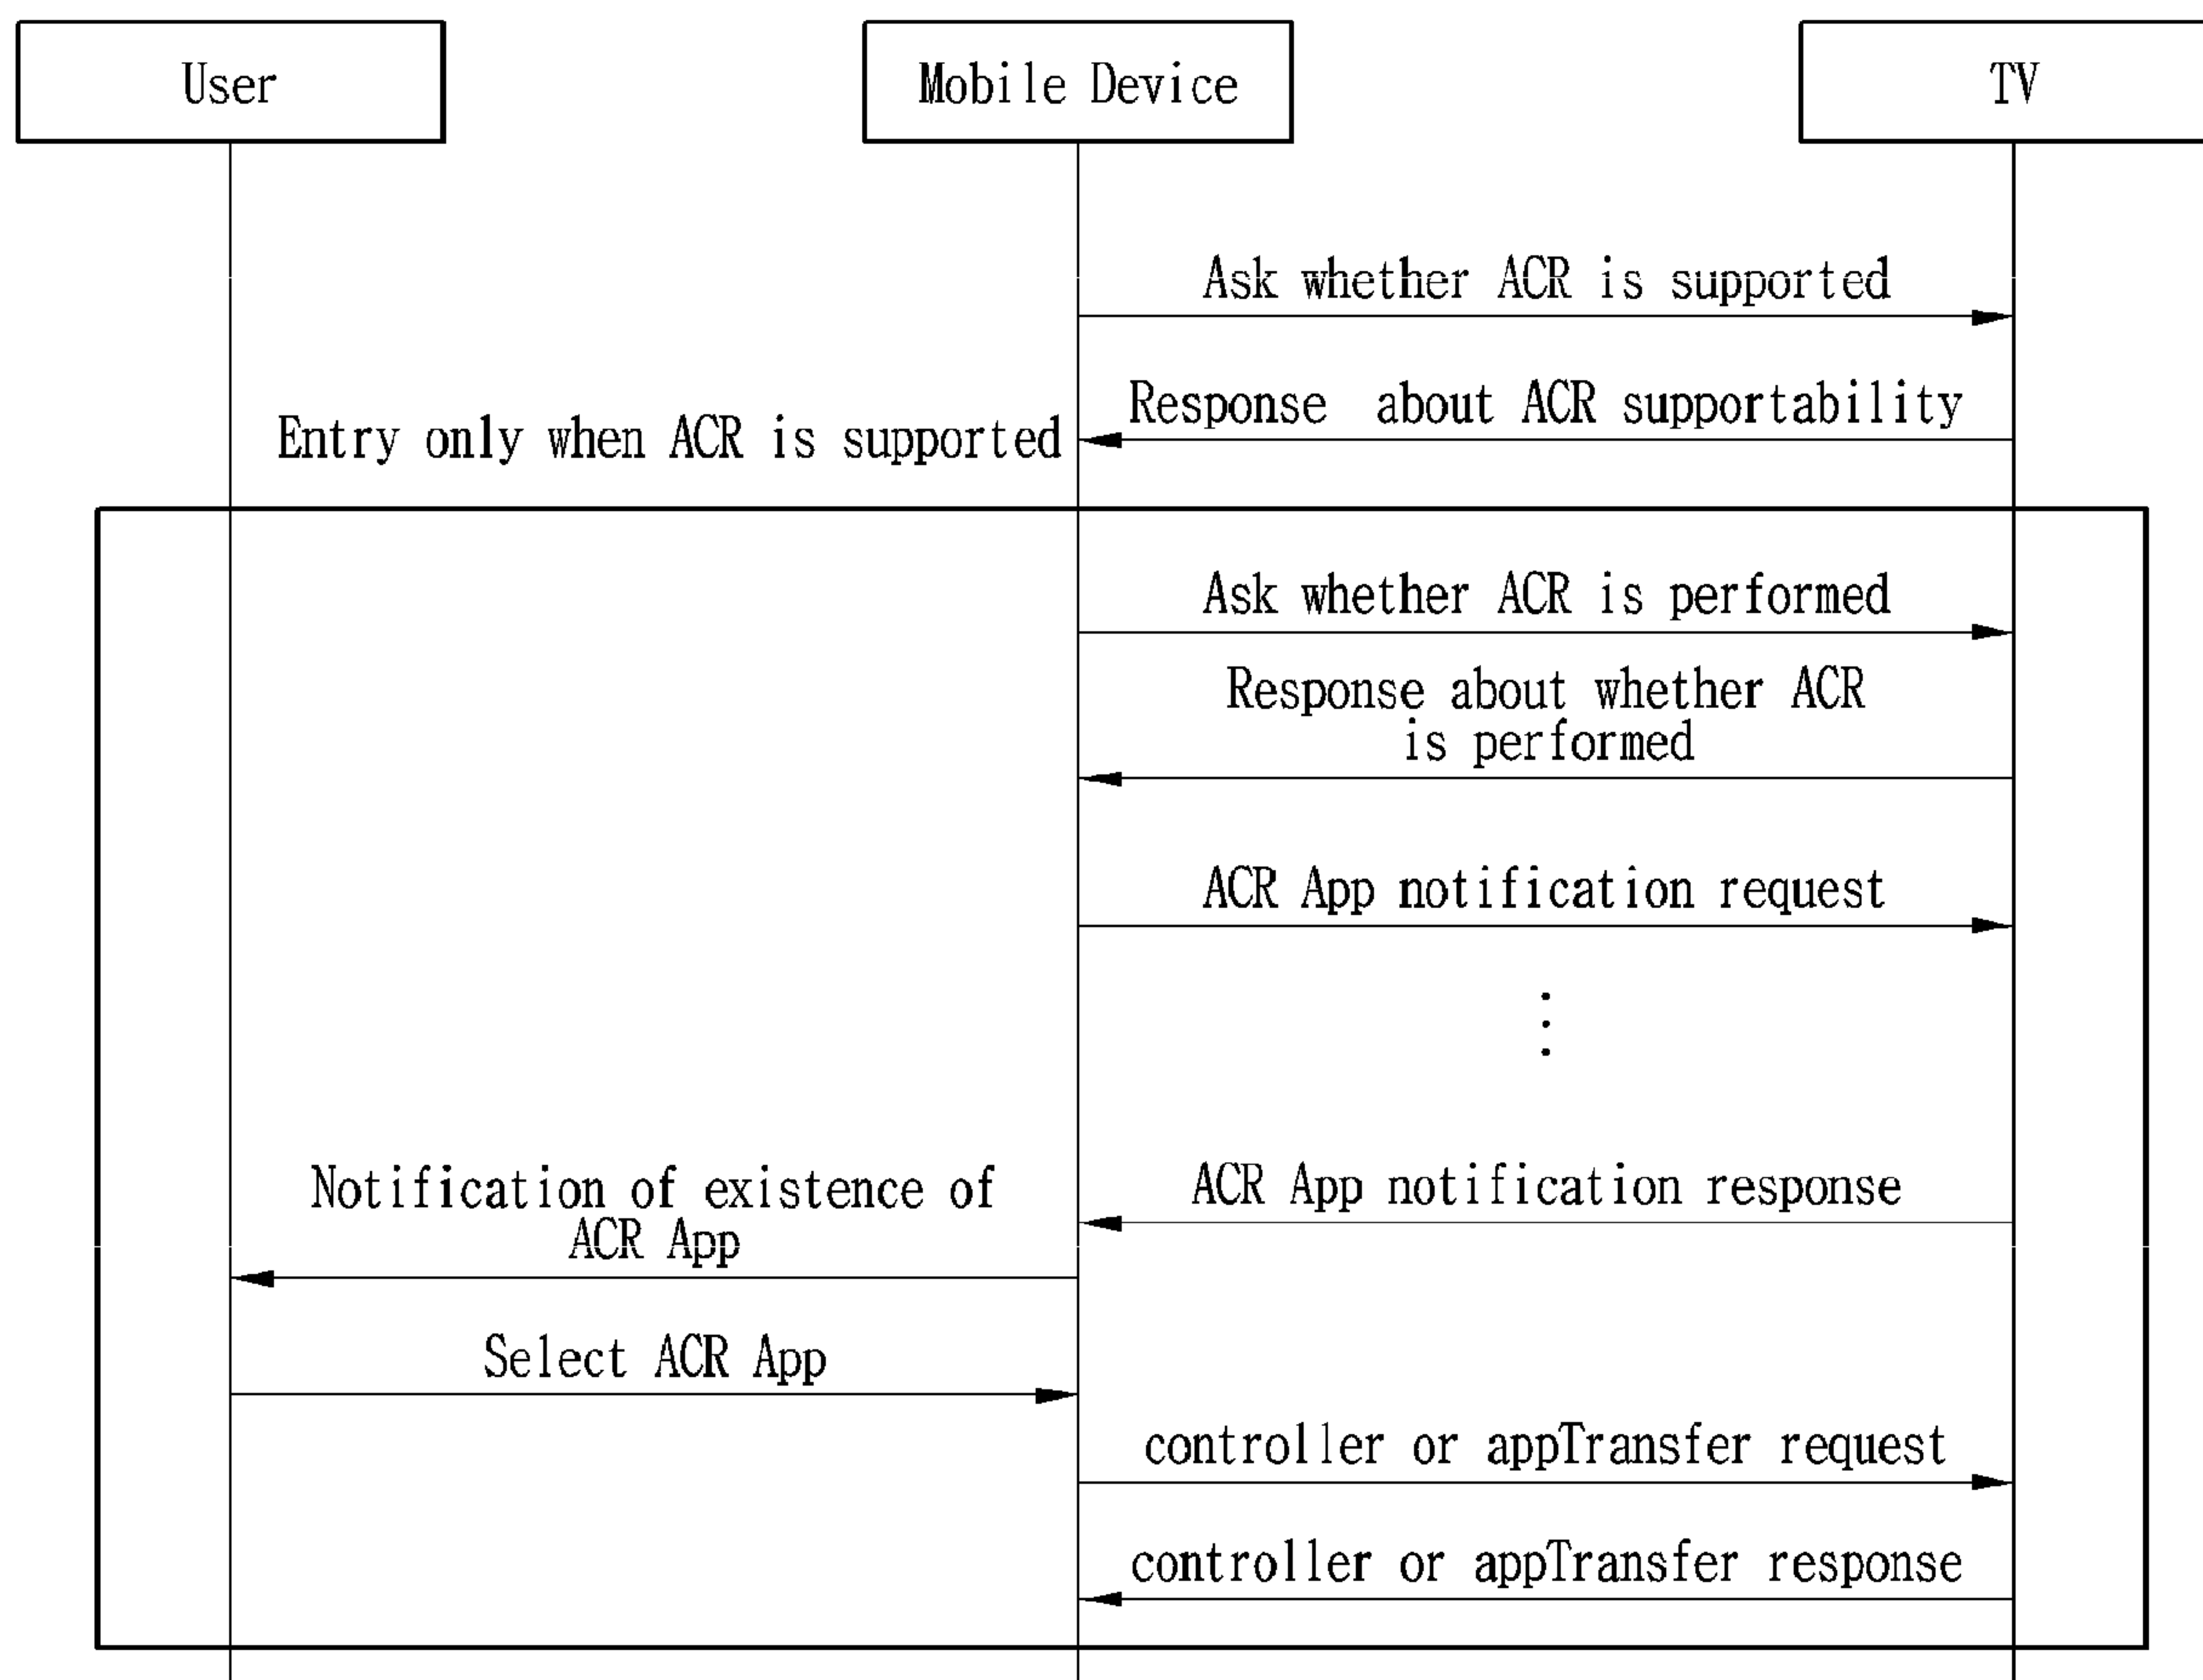 User
Mobile Device
TV
Ask whether ACR is supported
Response about ACR supportability
Entry only when ACR is supported
Ask whether ACR is performed
Response about whether ACR
is performed
ACR App notification request
Notification of existence of
ACR App
ACR App notification response
Select ACR App
controller or appTransfer request
controller or appTransfer response